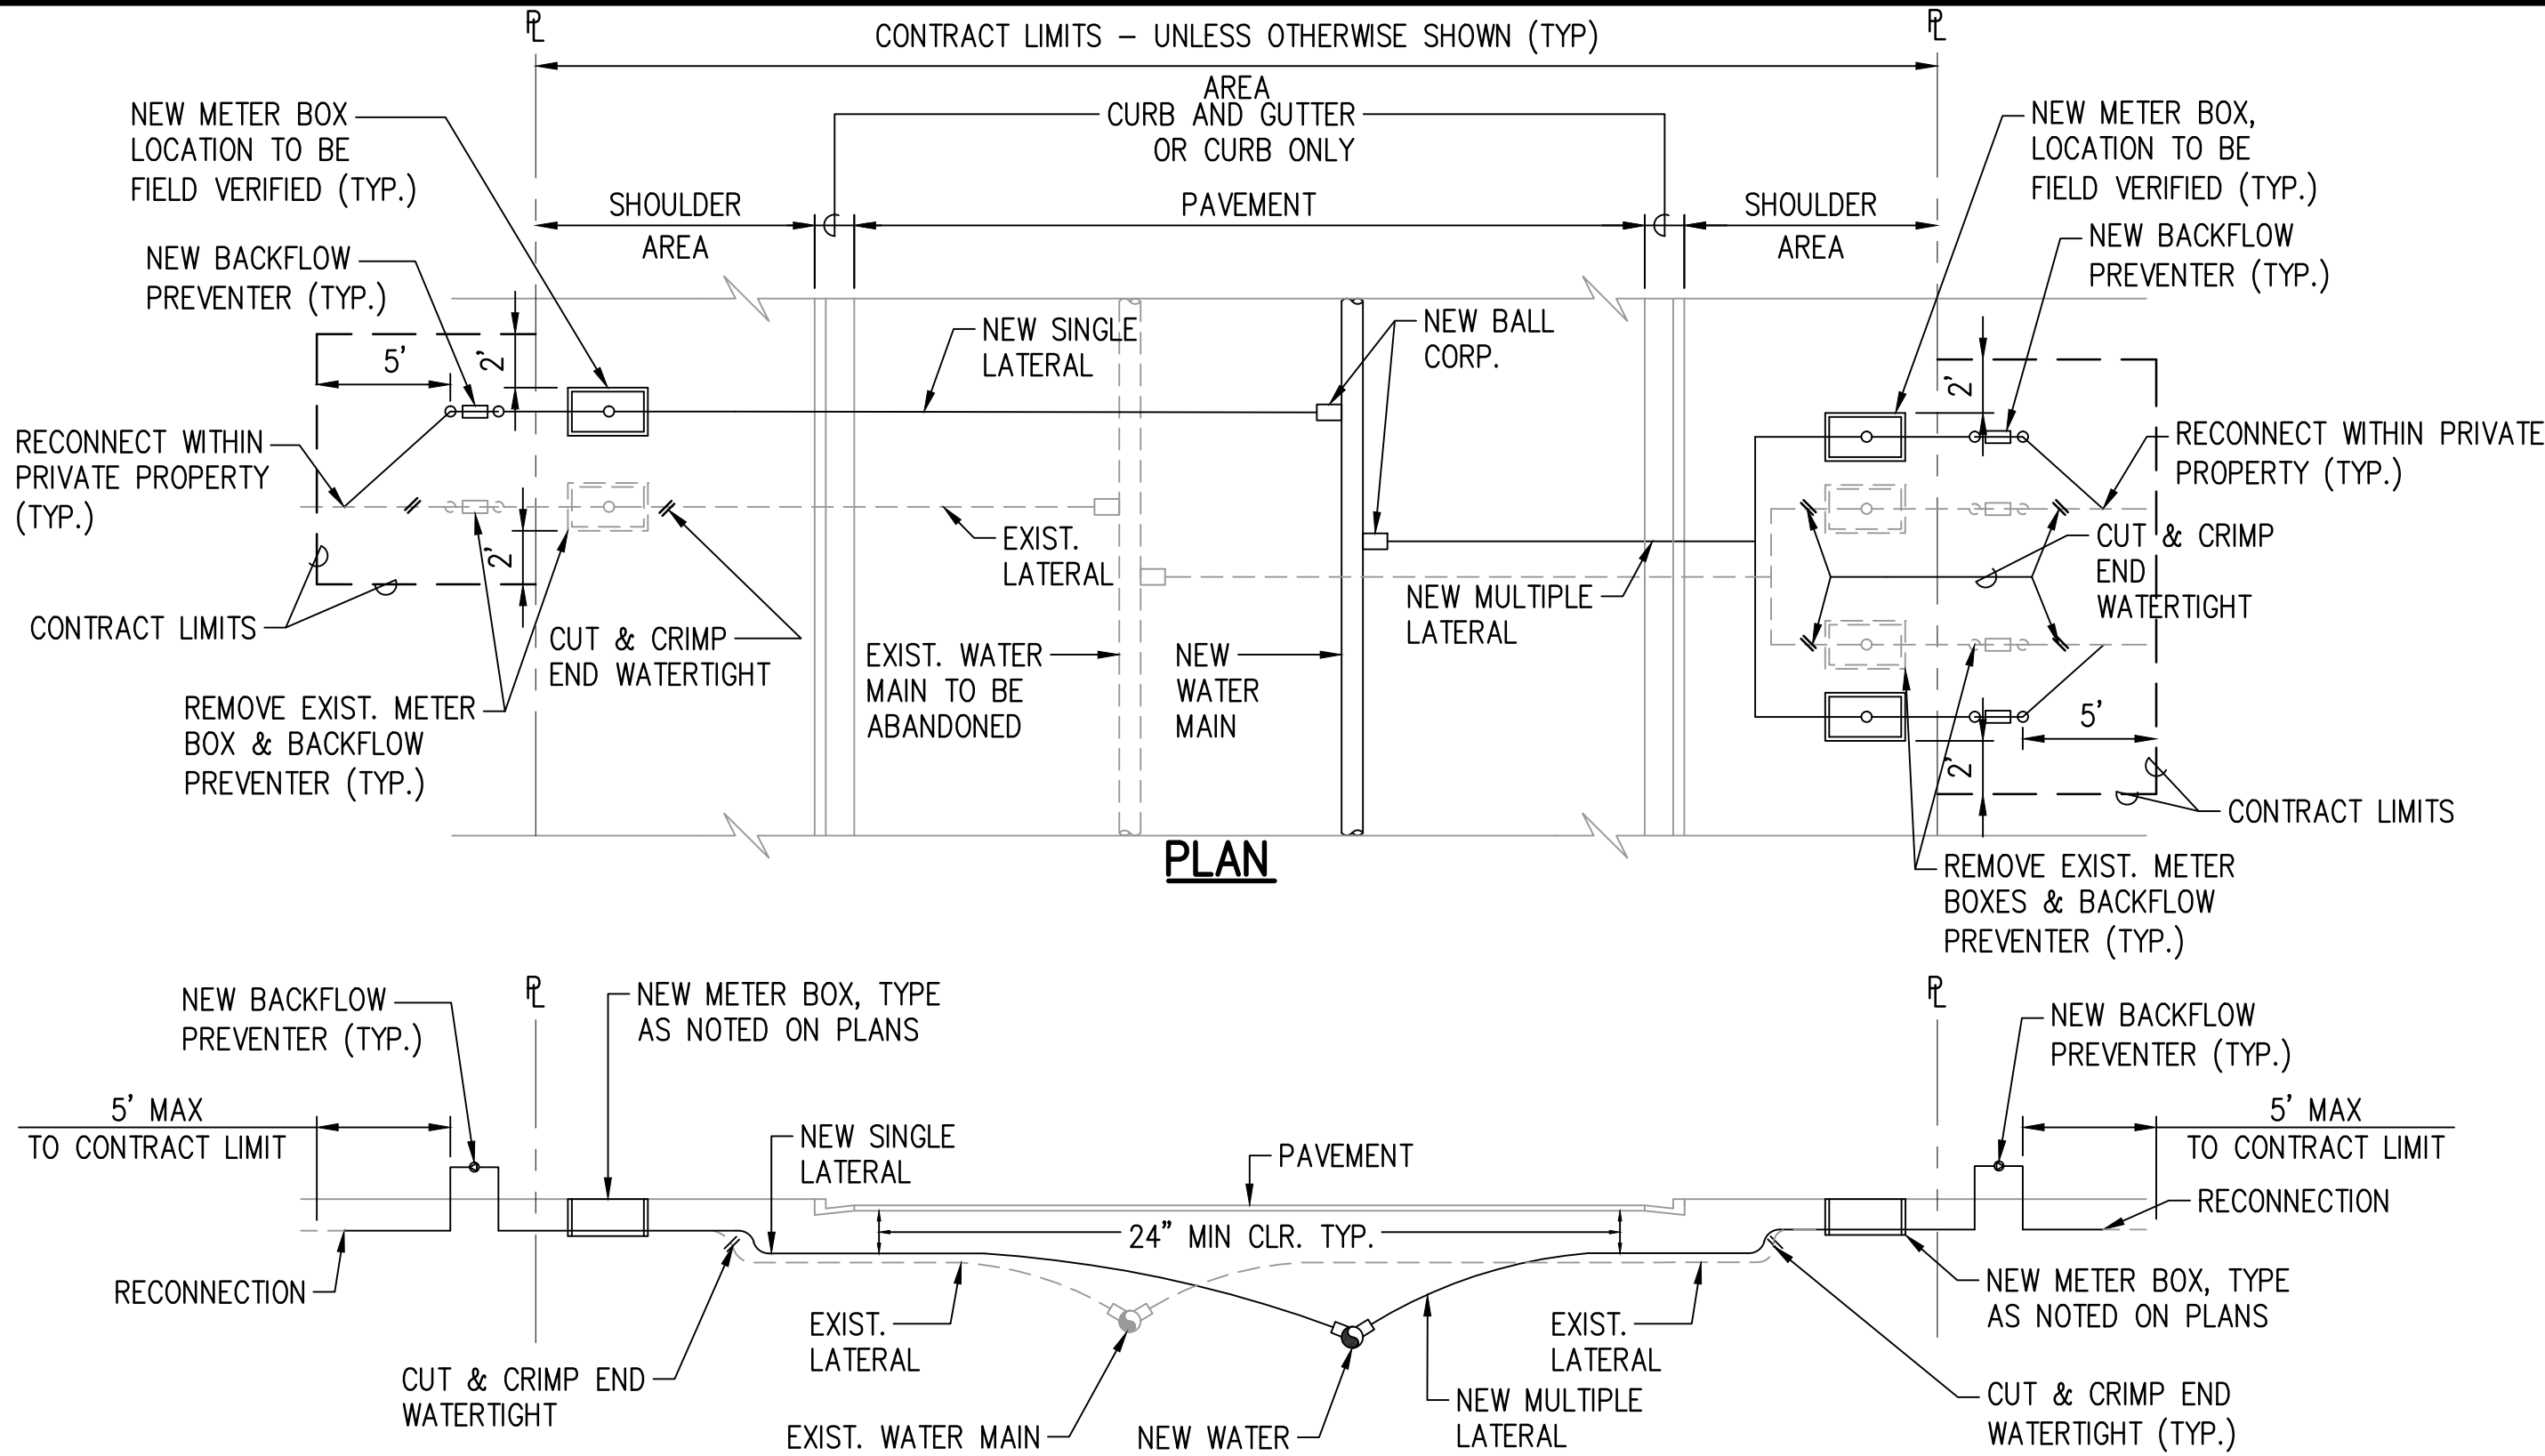 PL
CONTRACT LIMITS - UNLESS OTHERWISE SHOWN (TYP)
PL
AREA
CURB AND GUTTER
OR CURB ONLY
NEW METER BOX
LOCATION TO BE
FIELD VERIFIED (TYP.)
NEW METER BOX,
LOCATION TO BE
FIELD VERIFIED (TYP.)
SHOULDER
AREA
PAVEMENT
SHOULDER
AREA
NEW BACKFLOW
PREVENTER (TYP.)
NEW BACKFLOW
PREVENTER (TYP.)
5'
2'
NEW SINGLE
LATERAL
NEW BALL
CORP.
2'
RECONNECT WITHIN
PRIVATE PROPERTY
(TYP.)
RECONNECT WITHIN PRIVATE
PROPERTY (TYP.)
2'
EXIST.
LATERAL
CUT & CRIMP
END
WATERTIGHT
CONTRACT LIMITS
CUT & CRIMP
END WATERTIGHT
NEW MULTIPLE
LATERAL
EXIST. WATER
MAIN TO BE
ABANDONED
NEW
WATER
MAIN
REMOVE EXIST. METER
BOX & BACKFLOW
PREVENTER (TYP.)
5'
2'
CONTRACT LIMITS
PLAN
REMOVE EXIST. METER
BOXES & BACKFLOW
PREVENTER (TYP.)
NEW BACKFLOW
PREVENTER (TYP.)
PL
NEW METER BOX, TYPE
AS NOTED ON PLANS
PL
NEW BACKFLOW
PREVENTER (TYP.)
5' MAX
TO CONTRACT LIMIT
NEW SINGLE
LATERAL
PAVEMENT
5' MAX
TO CONTRACT LIMIT
RECONNECTION
24" MIN CLR. TYP.
RECONNECTION
NEW METER BOX, TYPE
AS NOTED ON PLANS
EXIST.
LATERAL
EXIST.
LATERAL
CUT & CRIMP END
WATERTIGHT
NEW MULTIPLE
LATERAL
CUT & CRIMP END
WATERTIGHT (TYP.)
EXIST. WATER MAIN
NEW WATER